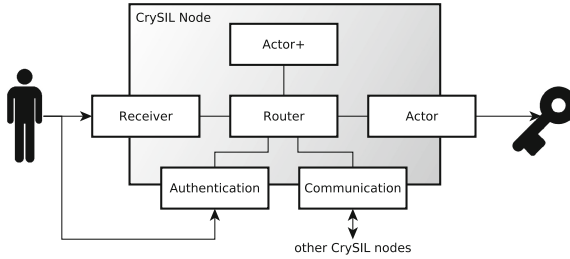 CrySIL Node
Actor+
Receiver
Router
Actor
Authentication
Communication
other CrySIL nodes